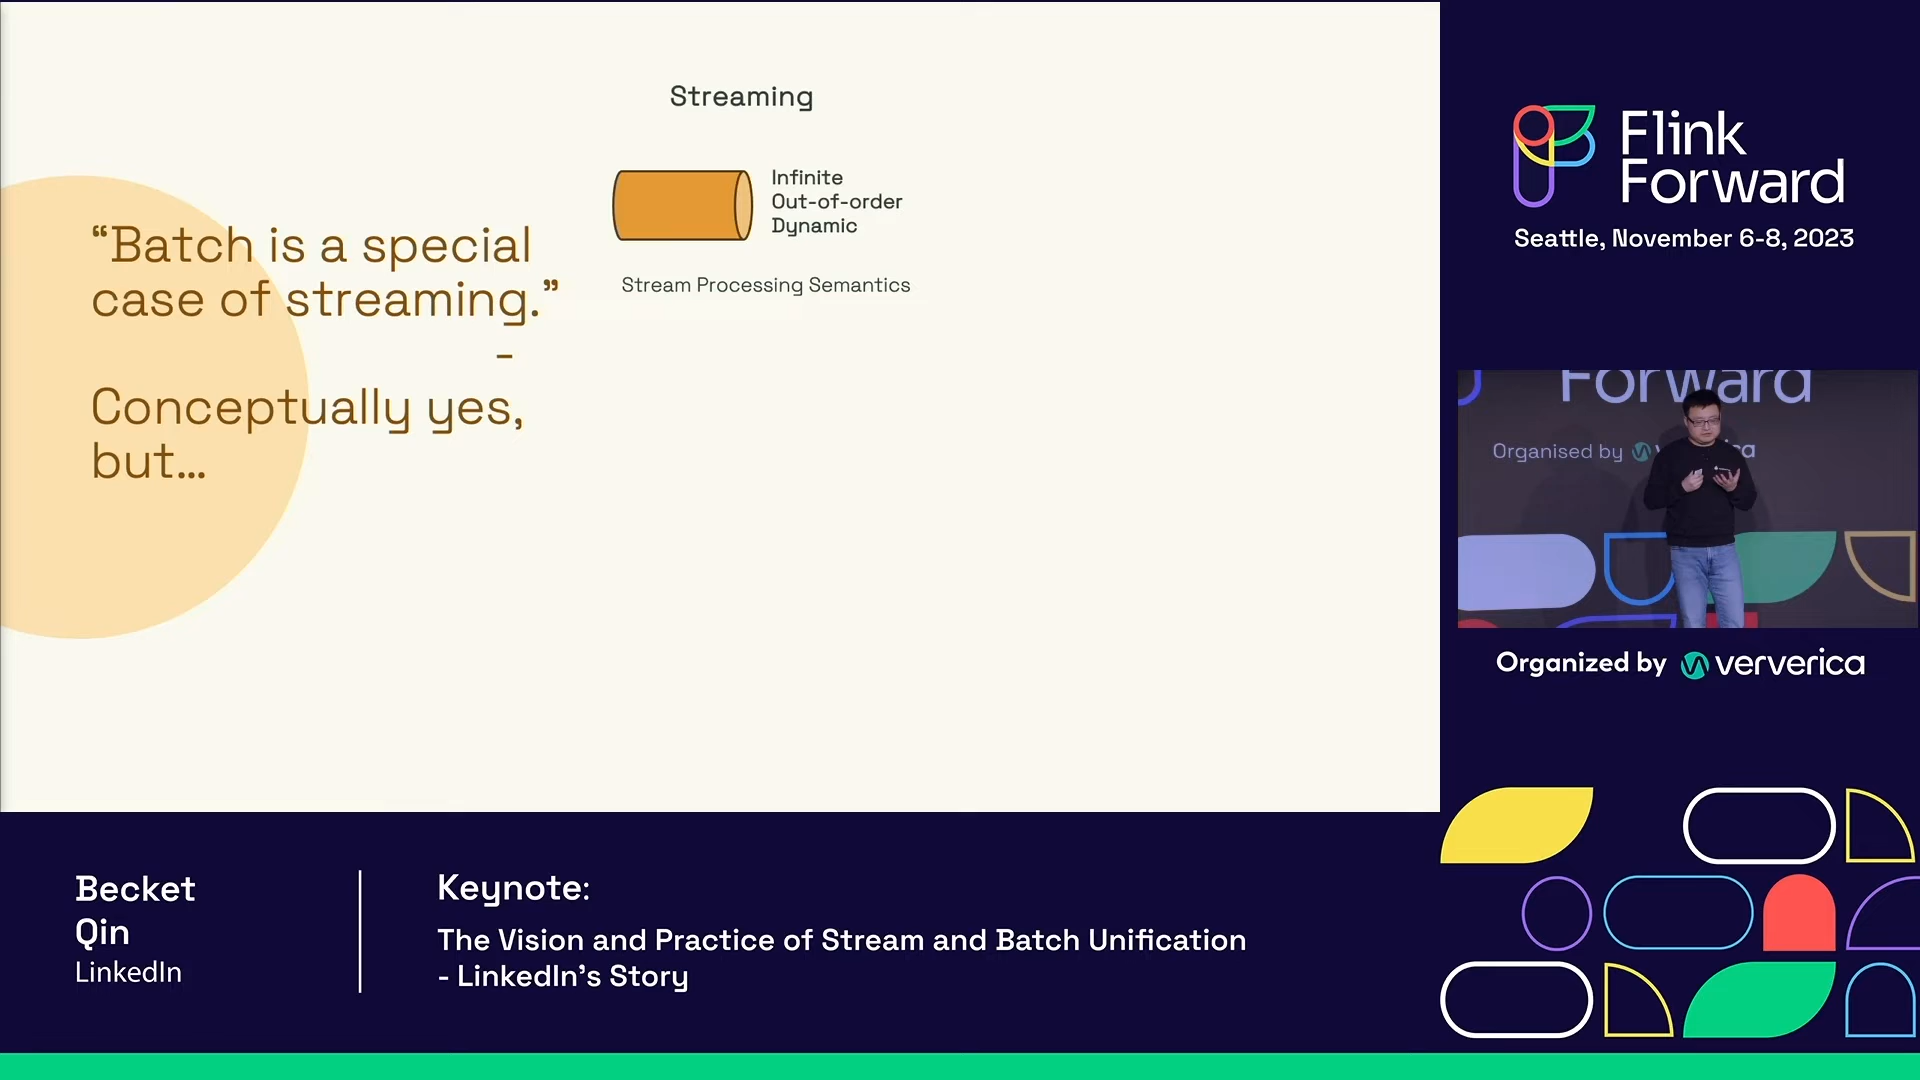 Streaming
Infinite
Out-of-order
Dynamic
Stream Processing Semantics
“Batch is a special
case of streaming.”
-
Conceptually yes,
but...
Flink
Forward
Seattle, November 6-8, 2023
Forward
Organised by
Organized by ververica
Becket
Qin
LinkedIn
Keynote:
The Vision and Practice of Stream and Batch Unification
- LinkedIn’s Story